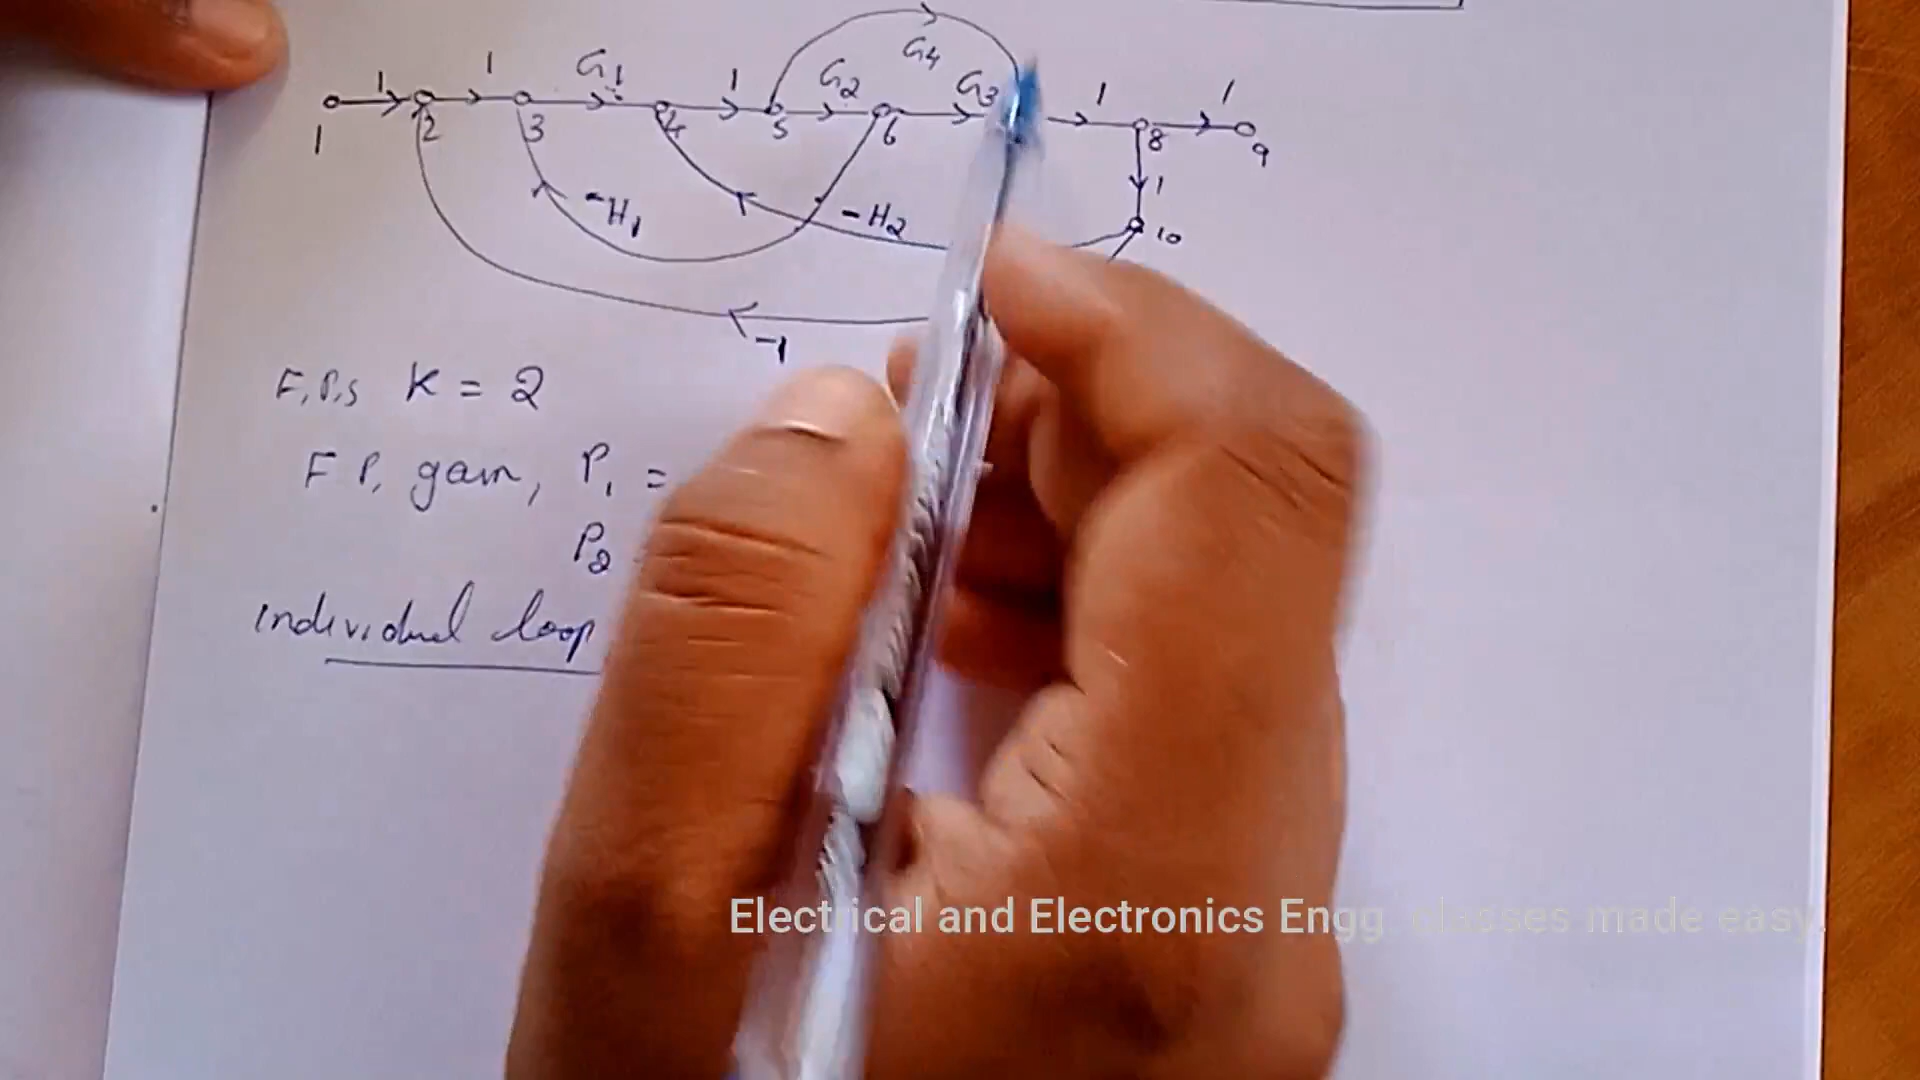 G4
1 1 G1 1 G2 G3 1 1
1 2 3 4 5 6 8 9
-H1 -H2 1
10
-1
F.P.s K = 2
F P. gain, P1 =
P2
individual loop
Electrical and Electronics Engg. classes made easy.